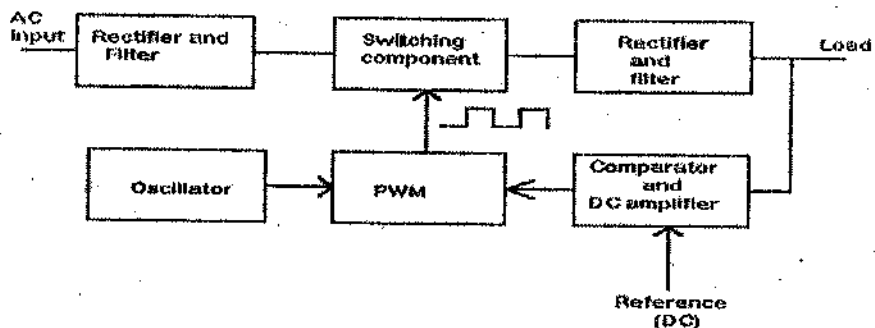 AC
Input
Rectifier and
Filter
Switching
component
Rectifier
and
filter
Load
Oscillator
PWM
Comparator
and
DC amplifier
Reference
(DC)